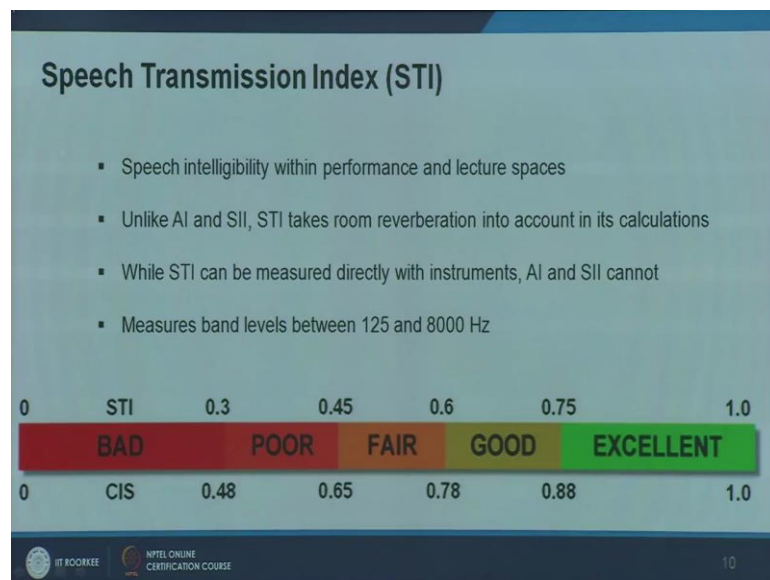 Speech Transmission Index (STI)
▪ Speech intelligibility within performance and lecture spaces
▪ Unlike AI and SII, STI takes room reverberation into account in its calculations
▪ While STI can be measured directly with instruments, AI and SII cannot
▪ Measures band levels between 125 and 8000 Hz
0 STI 0.3 0.45 0.6 0.75 1.0
BAD POOR FAIR GOOD EXCELLENT
0 CIS 0.48 0.65 0.78 0.88 1.0
IIT ROORKEE
NPTEL ONLINE
CERTIFICATION COURSE
10